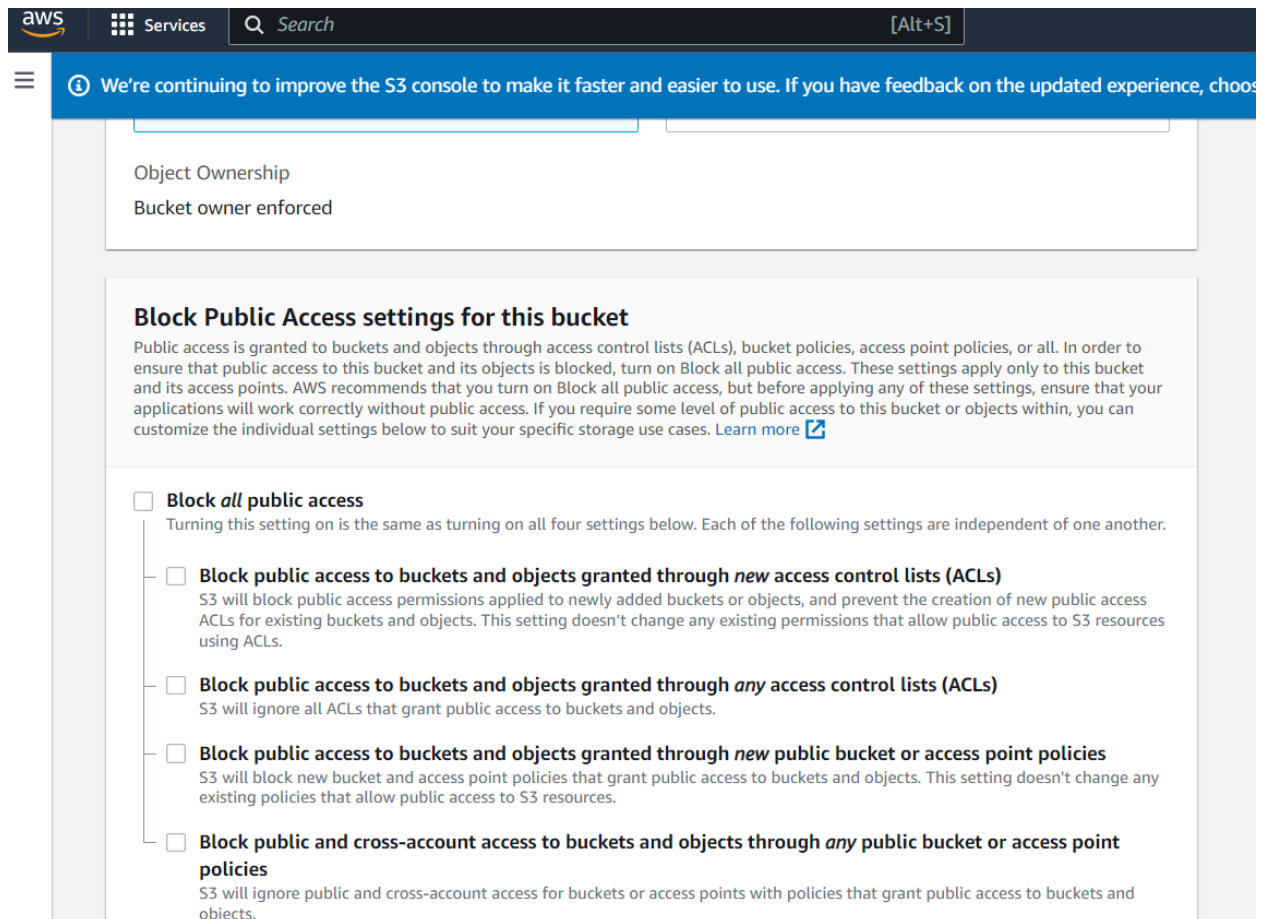 aws
Services
Search
[Alt+S]
We're continuing to improve the S3 console to make it faster and easier to use. If you have feedback on the updated experience,
Object Ownership
Bucket owner enforced
Block Public Access settings for this bucket
Public access is granted to buckets and objects through access control lists (ACLs), bucket policies, access point policies, or all. In order to
ensure that public access to this bucket and its objects is blocked, turn on Block all public access. These settings apply only to this bucket
and its access points. AWS recommends that you turn on Block all public access, but before applying any of these settings, ensure that your
applications will work correctly without public access. If you require some level of public access to this bucket or objects within, you can
customize the individual settings below to suit your specific storage use cases. Learn more
Block all public access
Turning this setting on is the same as turning on all four settings below. Each of the following settings are independent of one another.
Block public access to buckets and objects granted through new access control lists (ACLs)
S3 will block public access permissions applied to newly added buckets or objects, and prevent the creation of new public access
ACLs for existing buckets and objects. This setting doesn't change any existing permissions that allow public access to S3 resources
using ACLs.
Block public access to buckets and objects granted through any access control lists (ACLs)
S3 will ignore all ACLs that grant public access to buckets and objects.
Block public access to buckets and objects granted through new public bucket or access point policies
S3 will block new bucket and access point policies that grant public access to buckets and objects. This setting doesn't change any
existing policies that allow public access to S3 resources.
Block public and cross-account access to buckets and objects through any public bucket or access point
policies
S3 will ignore public and cross-account access for buckets or access points with policies that grant public access to buckets and
objects.